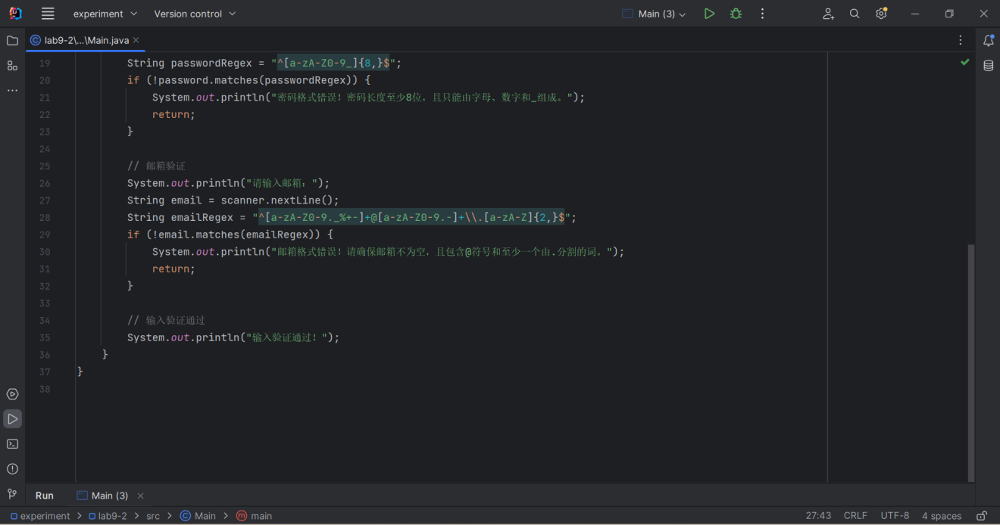 experiment Version control Main (3)
lab9-2\...\Main.java
19 String passwordRegex = "^[a-zA-Z0-9_]{8,}$";
20 if (!password.matches(passwordRegex)) {
21 System.out.println("密码格式错误！密码长度至少8位，且只能由字母、数字和_组成。");
22 return;
23 }
24
25 // 邮箱验证
26 System.out.println("请输入邮箱：");
27 String email = scanner.nextLine();
28 String emailRegex = "^[a-zA-Z0-9._%+-]+@[a-zA-Z0-9.-]+\\.[a-zA-Z]{2,}$";
29 if (!email.matches(emailRegex)) {
30 System.out.println("邮箱格式错误！请确保邮箱不为空，且包含@符号和至少一个由.分割的词。");
31 return;
32 }
33
34 // 输入验证通过
35 System.out.println("输入验证通过！");
36 }
37 }
38
Run Main (3)
experiment > lab9-2 > src > Main > main 27:43 CRLF UTF-8 4 spaces